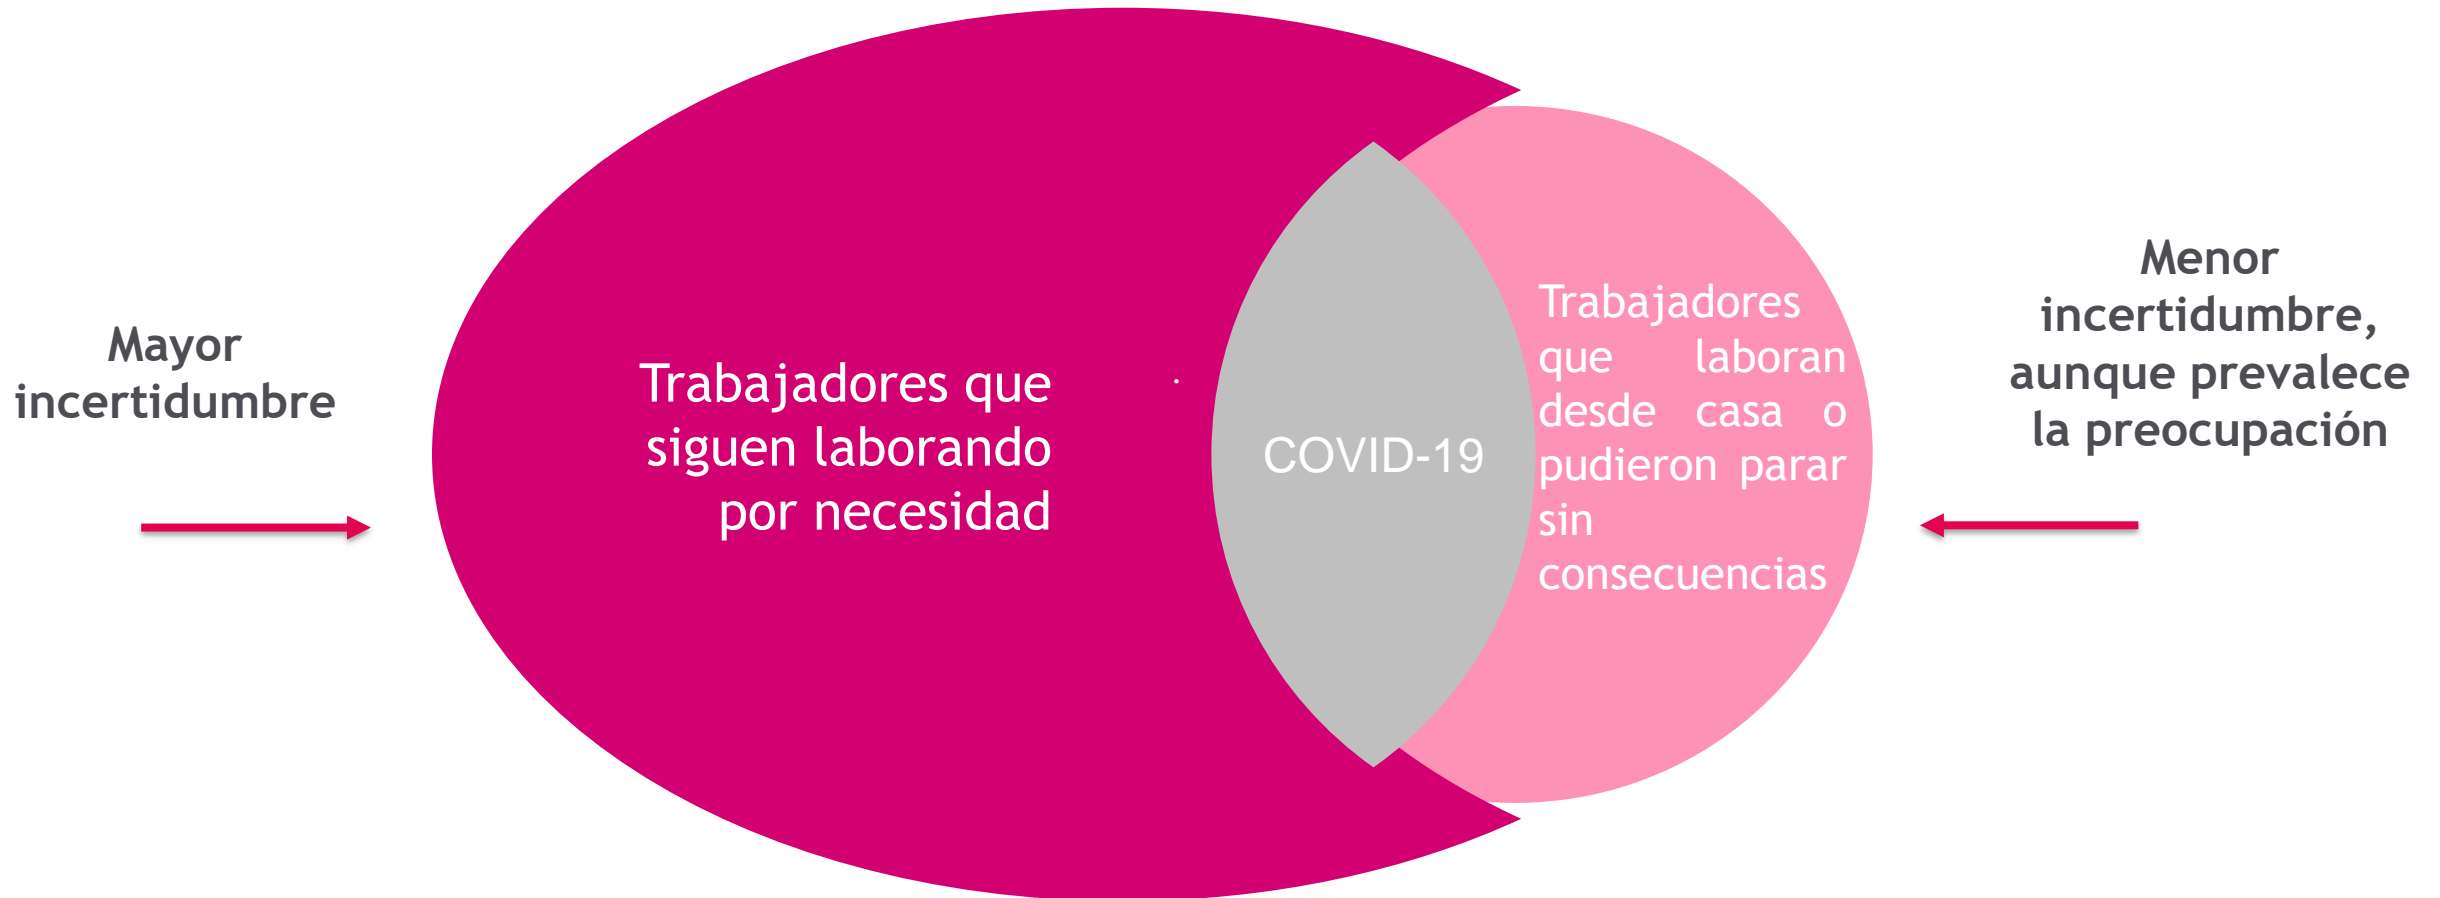 Mayor
incertidumbre
Trabajadores que
siguen laborando
por necesidad
.
COVID-19
Trabajadores
que laboran
desde casa o
pudieron parar
sin
consecuencias
Menor
incertidumbre,
aunque prevalece
la preocupación